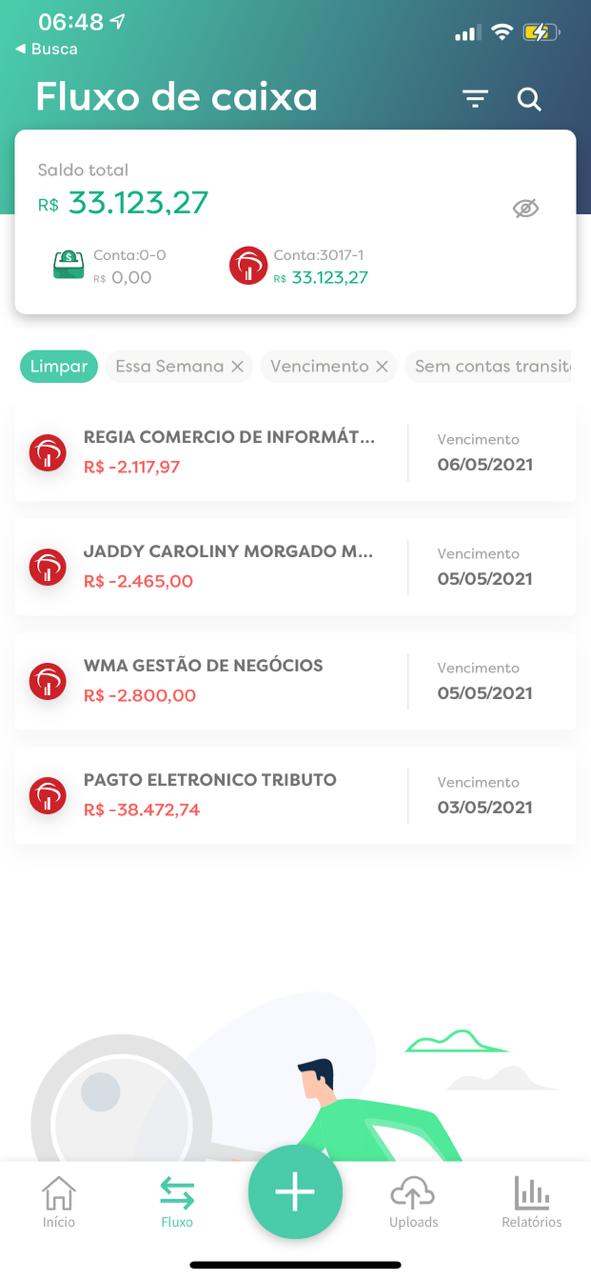 06:48
◀ Busca
Fluxo de caixa
Saldo total
R$ 33.123,27
Conta:0-0
R$ 0,00
Conta:3017-1
R$ 33.123,27
Limpar
Essa Semana ✕
Vencimento ✕
Sem contas transit
REGIA COMERCIO DE INFORMÁT...
R$ -2.117,97
Vencimento
06/05/2021
JADDY CAROLINY MORGADO M...
R$ -2.465,00
Vencimento
05/05/2021
WMA GESTÃO DE NEGÓCIOS
R$ -2.800,00
Vencimento
05/05/2021
PAGTO ELETRONICO TRIBUTO
R$ -38.472,74
Vencimento
03/05/2021
Início
Fluxo
Uploads
Relatórios